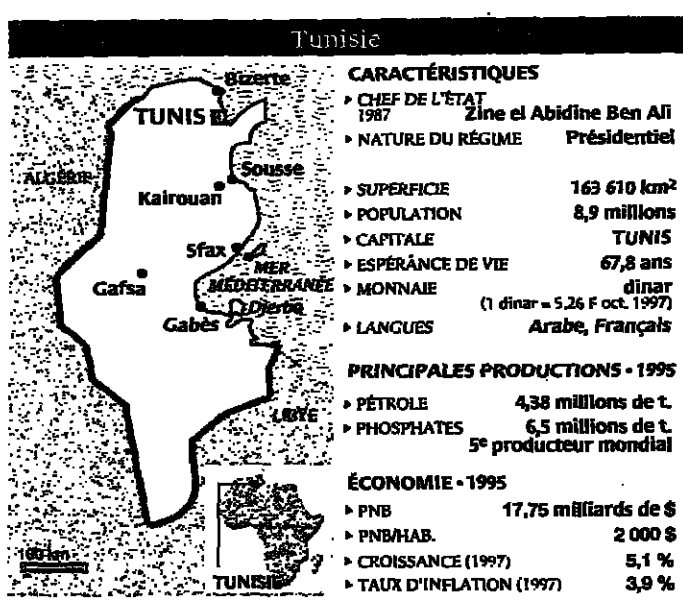 Tunisie
Bizerte
TUNIS
ALGÉRIE
Sousse
Kairouan
Sfax
MER
MÉDITERRANÉE
Gafsa
Djerba
Gabès
LIBYE
100 km
TUNISIE
CARACTÉRISTIQUES
▸ CHEF DE L'ÉTAT
1987 Zine el Abidine Ben Ali
▸ NATURE DU RÉGIME Présidentiel
▸ SUPERFICIE 163 610 km²
▸ POPULATION 8,9 millions
▸ CAPITALE TUNIS
▸ ESPÉRANCE DE VIE 67,8 ans
▸ MONNAIE dinar
(1 dinar = 5,26 F oct. 1997)
▸ LANGUES Arabe, Français
PRINCIPALES PRODUCTIONS • 1995
▸ PÉTROLE 4,38 millions de t.
▸ PHOSPHATES 6,5 millions de t.
5e producteur mondial
ÉCONOMIE • 1995
▸ PNB 17,75 milliards de $
▸ PNB/HAB. 2 000 $
▸ CROISSANCE (1997) 5,1 %
▸ TAUX D'INFLATION (1997) 3,9 %